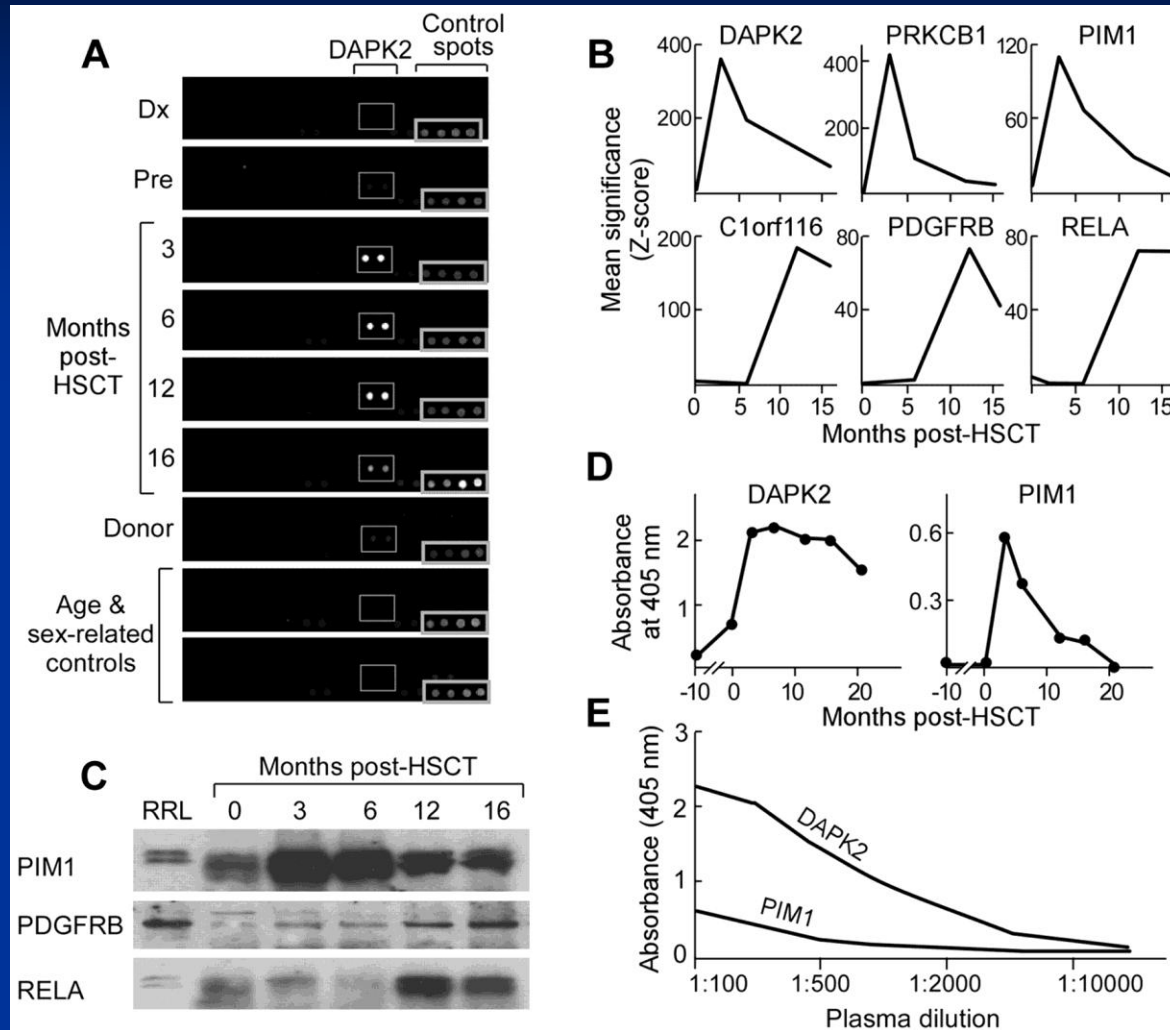 A
DAPK2
Control
spots
Dx
Pre
Months
post-
HSCT
3
6
12
16
Donor
Age &
sex-related
controls
B
DAPK2
PRKCB1
PIM1
400
200
400
200
120
60
Mean significance
(Z-score)
C1orf116
PDGFRB
RELA
200
100
80
40
80
40
0 5 10 15
0 5 10 15
5 10 15
Months post-HSCT
C
Months post-HSCT
RRL 0 3 6 12 16
PIM1
PDGFRB
RELA
D
DAPK2
PIM1
Absorbance
at 405 nm
2
1
0.6
0.3
-10 0 10 20
-10 0 10 20
Months post-HSCT
E
Absorbance (405 nm)
3
2
1
0
DAPK2
PIM1
1:100 1:500 1:2000 1:10000
Plasma dilution